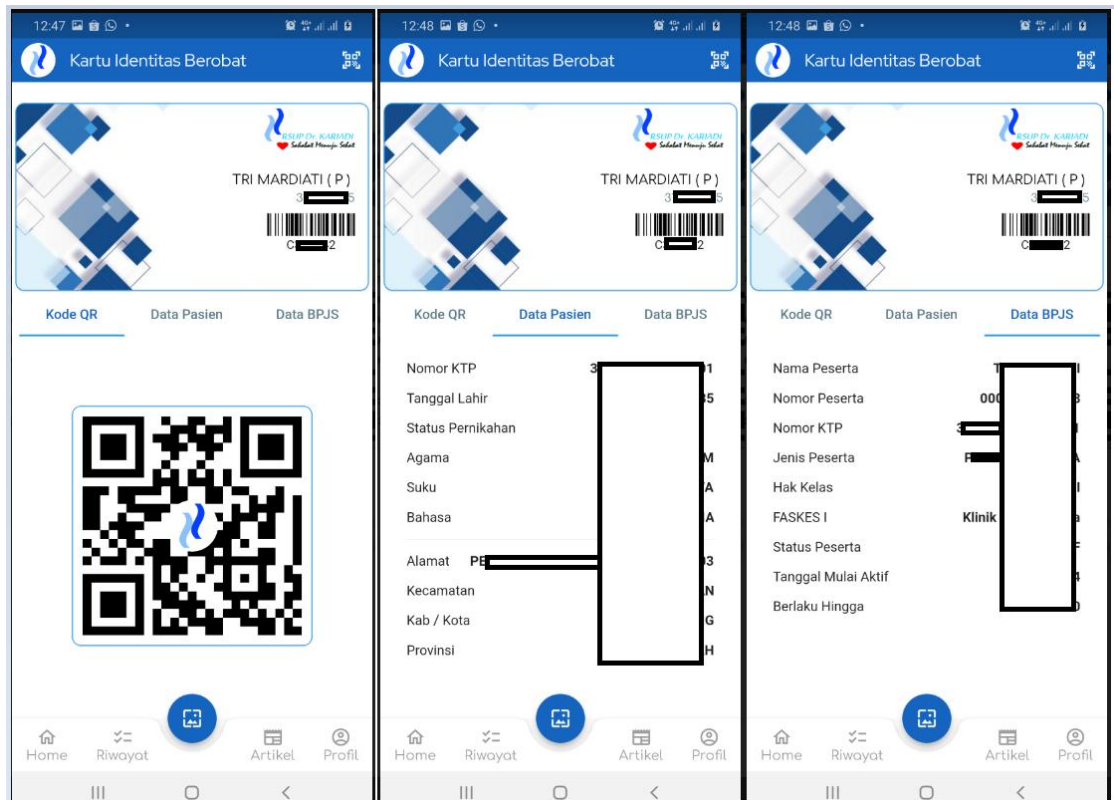 12:47
Kartu Identitas Berobat
RSUP Dr. KARIADI
Sahabat Menuju Sehat
TRI MARDIATI ( P )
3 5
C 2
Kode QR Data Pasien Data BPJS
Home Riwayat Artikel Profil
12:48
Kartu Identitas Berobat
RSUP Dr. KARIADI
Sahabat Menuju Sehat
TRI MARDIATI ( P )
3 5
C 2
Kode QR Data Pasien Data BPJS
Nomor KTP 3 01
Tanggal Lahir 85
Status Pernikahan
Agama M
Suku A
Bahasa A
Alamat PE 03
Kecamatan N
Kab / Kota G
Provinsi H
Home Riwayat Artikel Profil
12:48
Kartu Identitas Berobat
RSUP Dr. KARIADI
Sahabat Menuju Sehat
TRI MARDIATI ( P )
3 5
C 2
Kode QR Data Pasien Data BPJS
Nama Peserta T I
Nomor Peserta 000 3
Nomor KTP 3
Jenis Peserta P A
Hak Kelas I
FASKES I Klinik a
Status Peserta F
Tanggal Mulai Aktif 4
Berlaku Hingga 0
Home Riwayat Artikel Profil